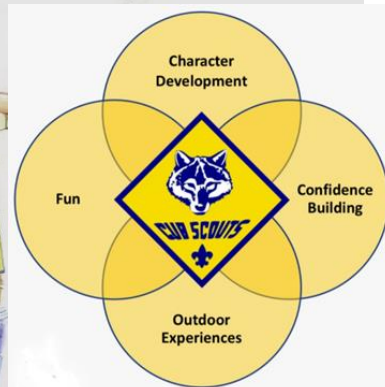 Character
Development
Fun
Confidence
Building
CUB SCOUTS
Outdoor
Experiences